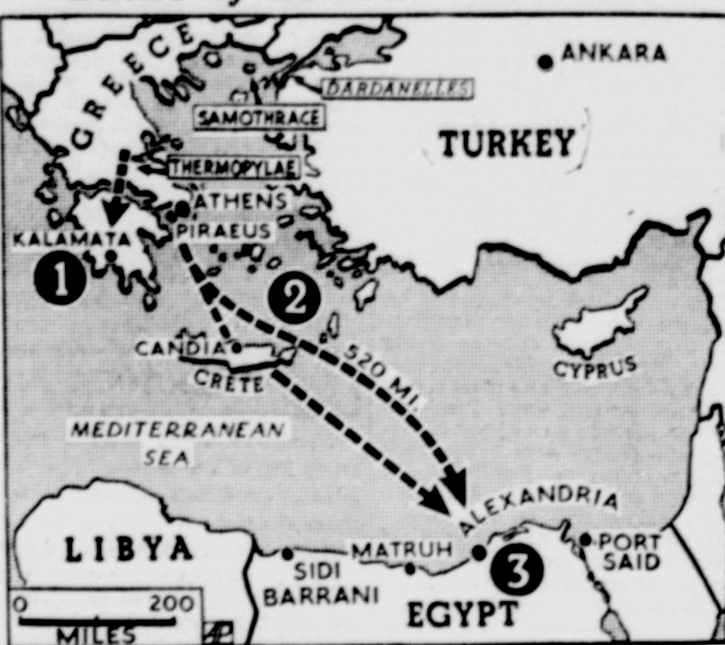 GREECE
ANKARA
DARDANELLES
SAMOTHRACE
TURKEY
THERMOPYLAE
ATHENS
KALAMATA
PIRAEUS
1
2
CANDIA
520 MI.
CRETE
CYPRUS
MEDITERRANEAN
SEA
ALEXANDRIA
LIBYA
MATRUH
3
PORT
SAID
SIDI
BARRANI
EGYPT
0 200
MILES
AP